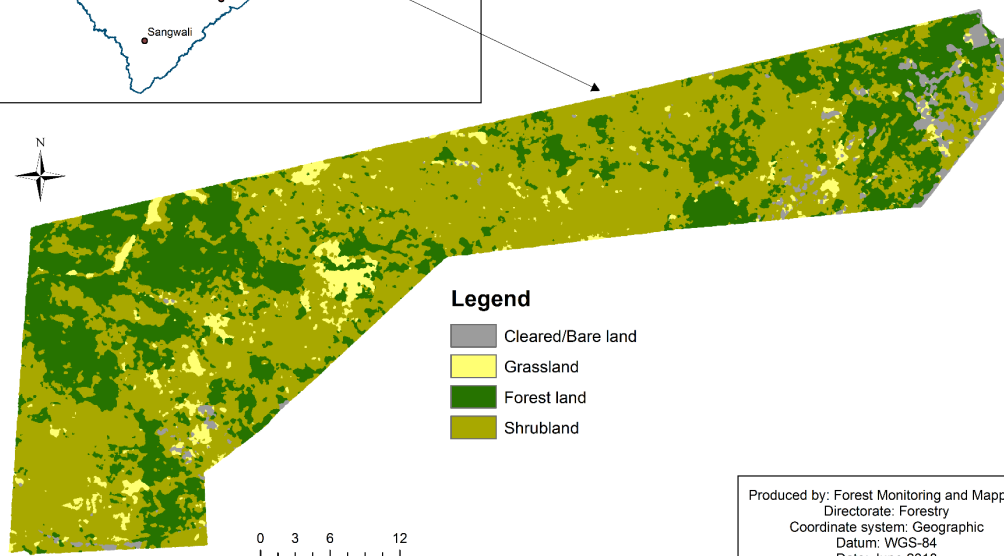 Sangwali
N
Legend
Cleared/Bare land
Grassland
Forest land
Shrubland
0 3 6 12
Produced by: Forest Monitoring and Mapp
Directorate: Forestry
Coordinate system: Geographic
Datum: WGS-84